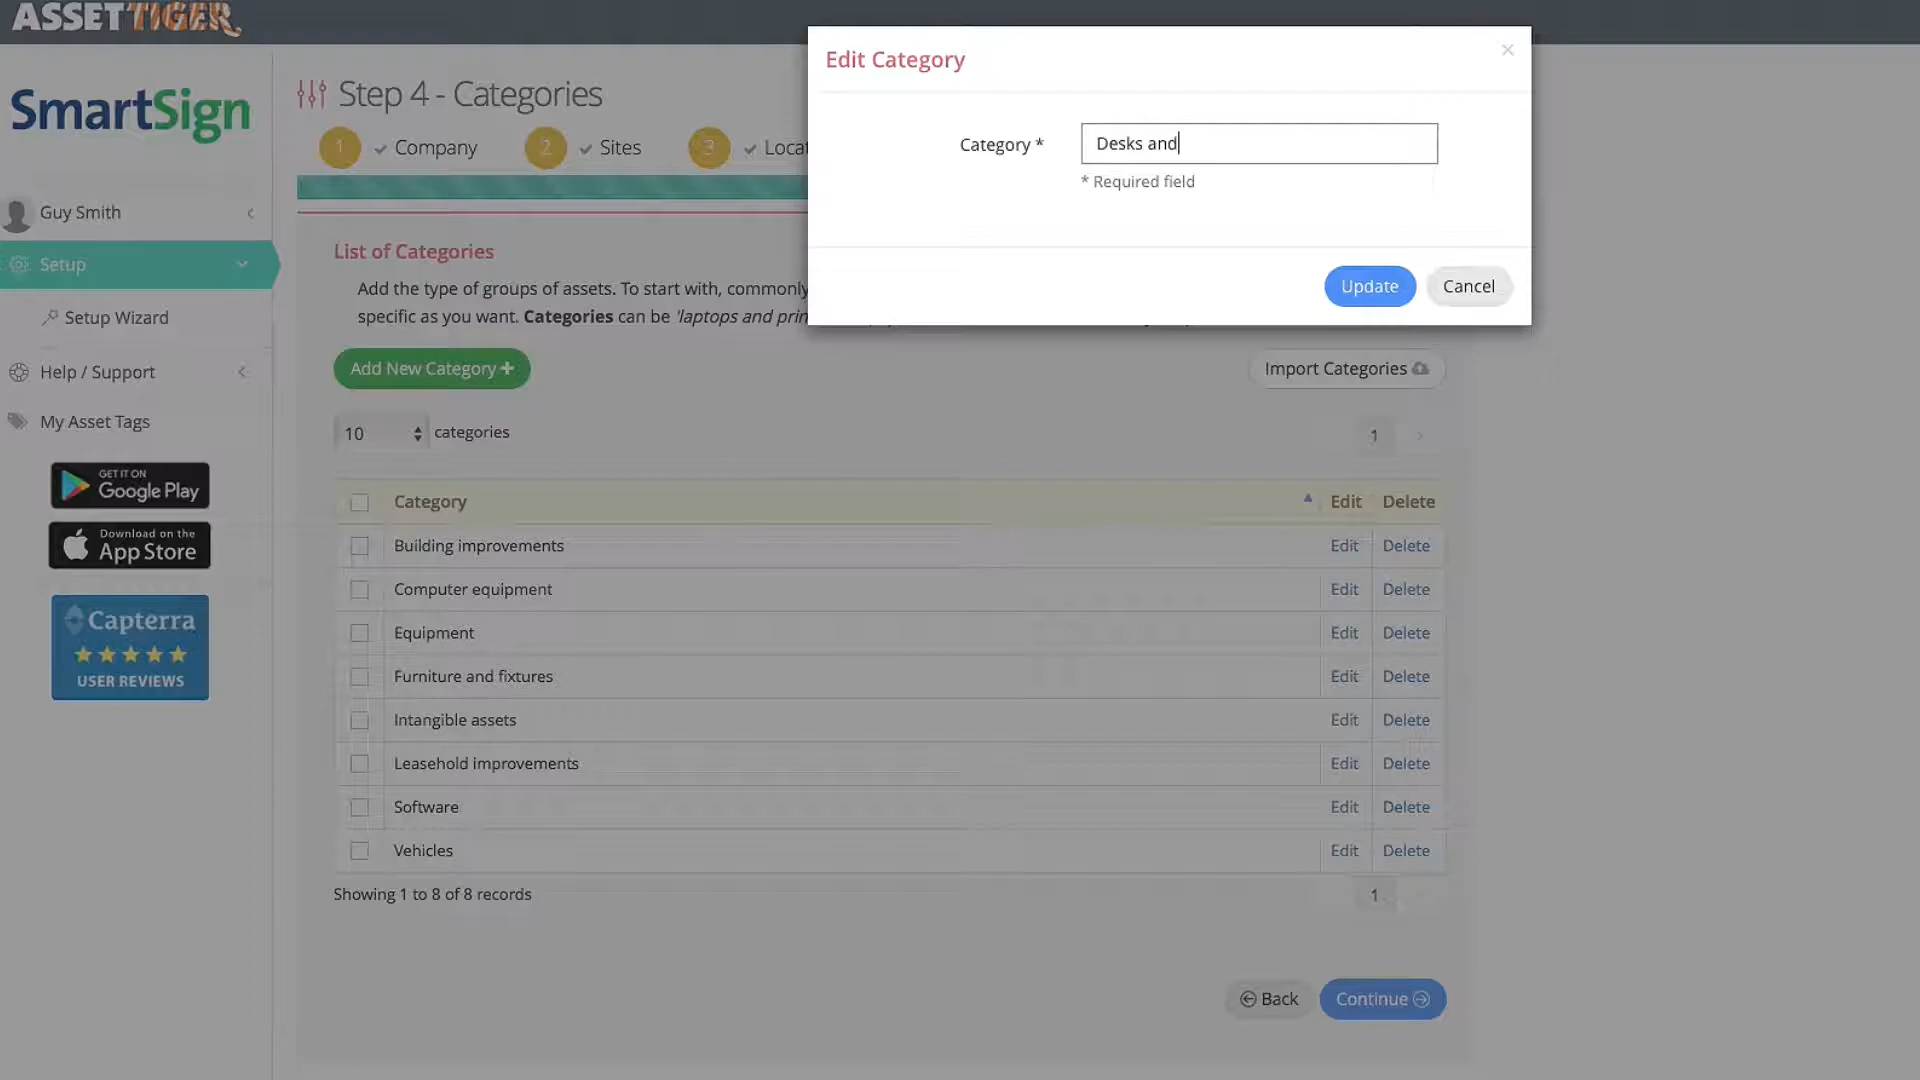 ASSETTIGER
Edit Category
×
SmartSign
Step 4 - Categories
1 Company
2 Sites
3 Locat
Category *
Desks and
* Required field
Update
Cancel
Guy Smith
Setup
Setup Wizard
Help / Support
My Asset Tags
GET IT ON
Google Play
Download on the
App Store
Capterra
USER REVIEWS
List of Categories
Add the type of groups of assets. To start with, commonly
specific as you want. Categories can be 'laptops and prin
Add New Category +
Import Categories
10 categories
1
Category Edit Delete
Building improvements Edit Delete
Computer equipment Edit Delete
Equipment Edit Delete
Furniture and fixtures Edit Delete
Intangible assets Edit Delete
Leasehold improvements Edit Delete
Software Edit Delete
Vehicles Edit Delete
Showing 1 to 8 of 8 records
1
Back
Continue